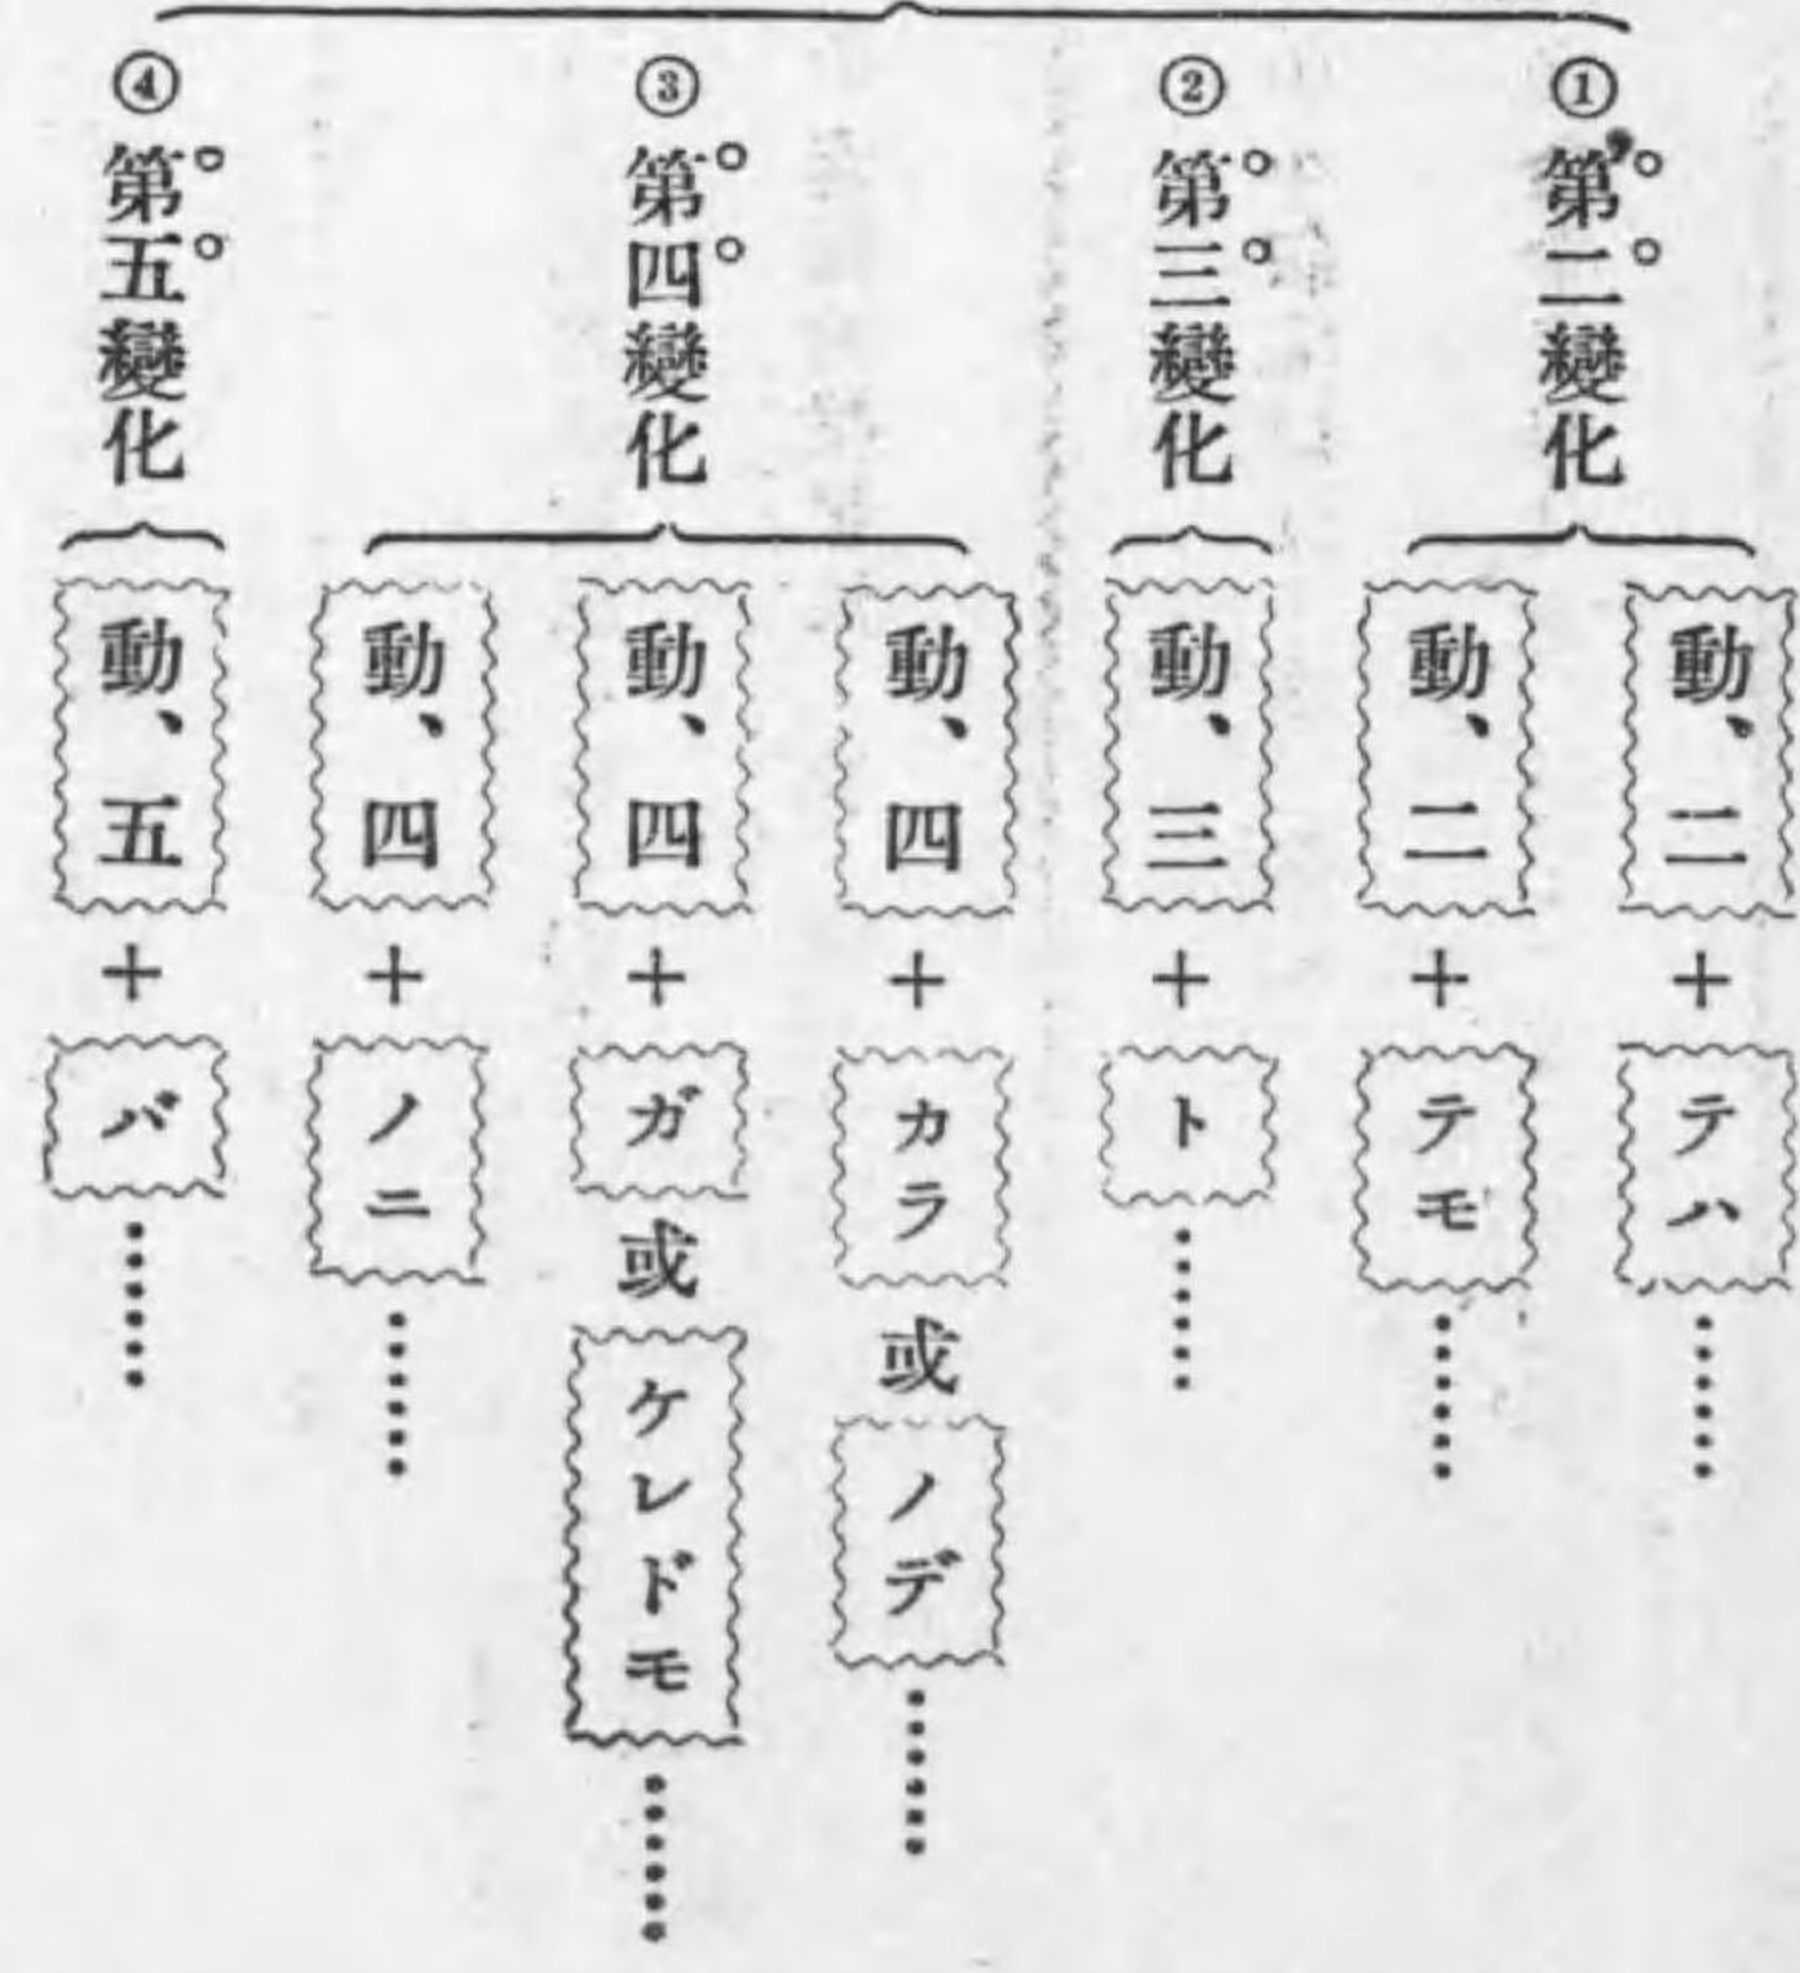 ①第二變化
動、二+テハ……
動、二+テモ……
②第三變化
動、三+ト……
③第四變化
動、四+カラ或ノデ……
動、四+ガ或ケレドモ……
動、四+ノニ……
④第五變化
動、五+バ……